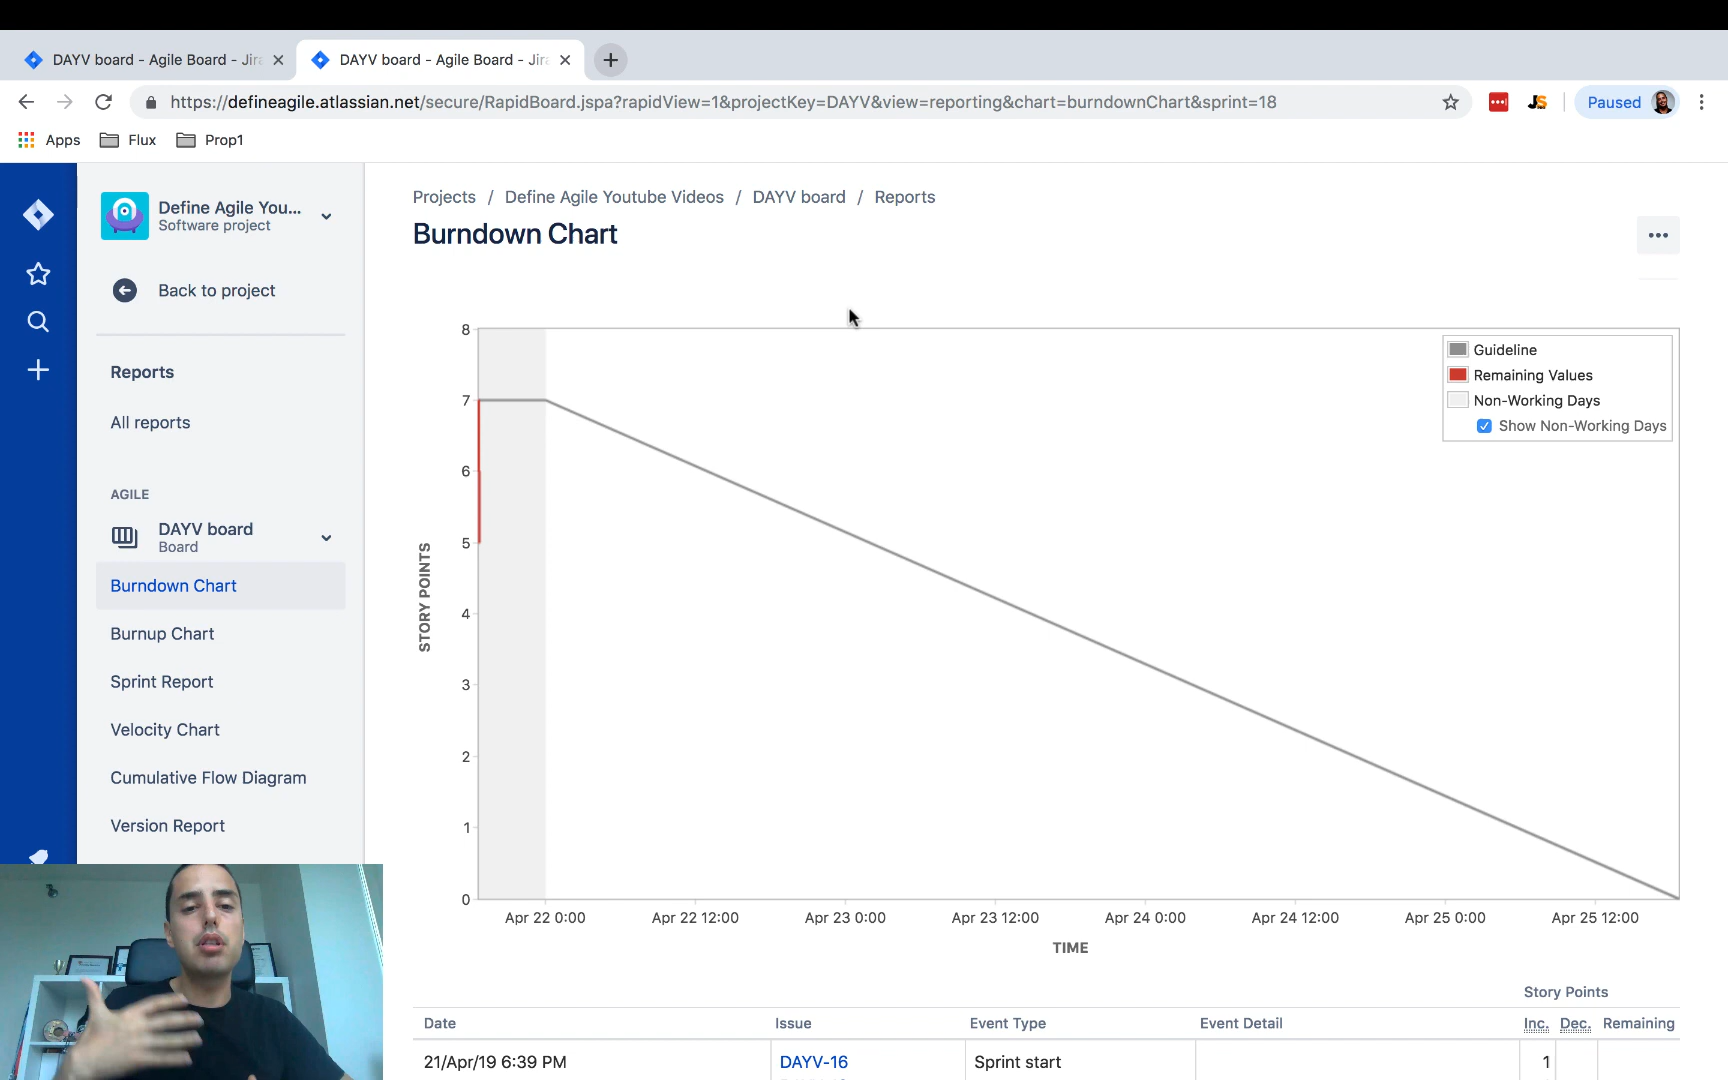 DAYV board - Agile Board - Jira
DAYV board - Agile Board - Jira
https://defineagile.atlassian.net/secure/RapidBoard.jspa?rapidView=1&projectKey=DAYV&view=reporting&chart=burndownChart&sprint=18
JS
Paused
Apps
Flux
Prop1
Define Agile You...
Software project
Back to project
Reports
All reports
AGILE
DAYV board
Board
Burndown Chart
Burnup Chart
Sprint Report
Velocity Chart
Cumulative Flow Diagram
Version Report
Projects / Define Agile Youtube Videos / DAYV board / Reports
Burndown Chart
Guideline
Remaining Values
Non-Working Days
Show Non-Working Days
8
7
6
5
4
3
2
1
0
STORY POINTS
Apr 22 0:00
Apr 22 12:00
Apr 23 0:00
Apr 23 12:00
Apr 24 0:00
Apr 24 12:00
Apr 25 0:00
Apr 25 12:00
TIME
Story Points
Date Issue Event Type Event Detail Inc. Dec. Remaining
21/Apr/19 6:39 PM DAYV-16 Sprint start 1